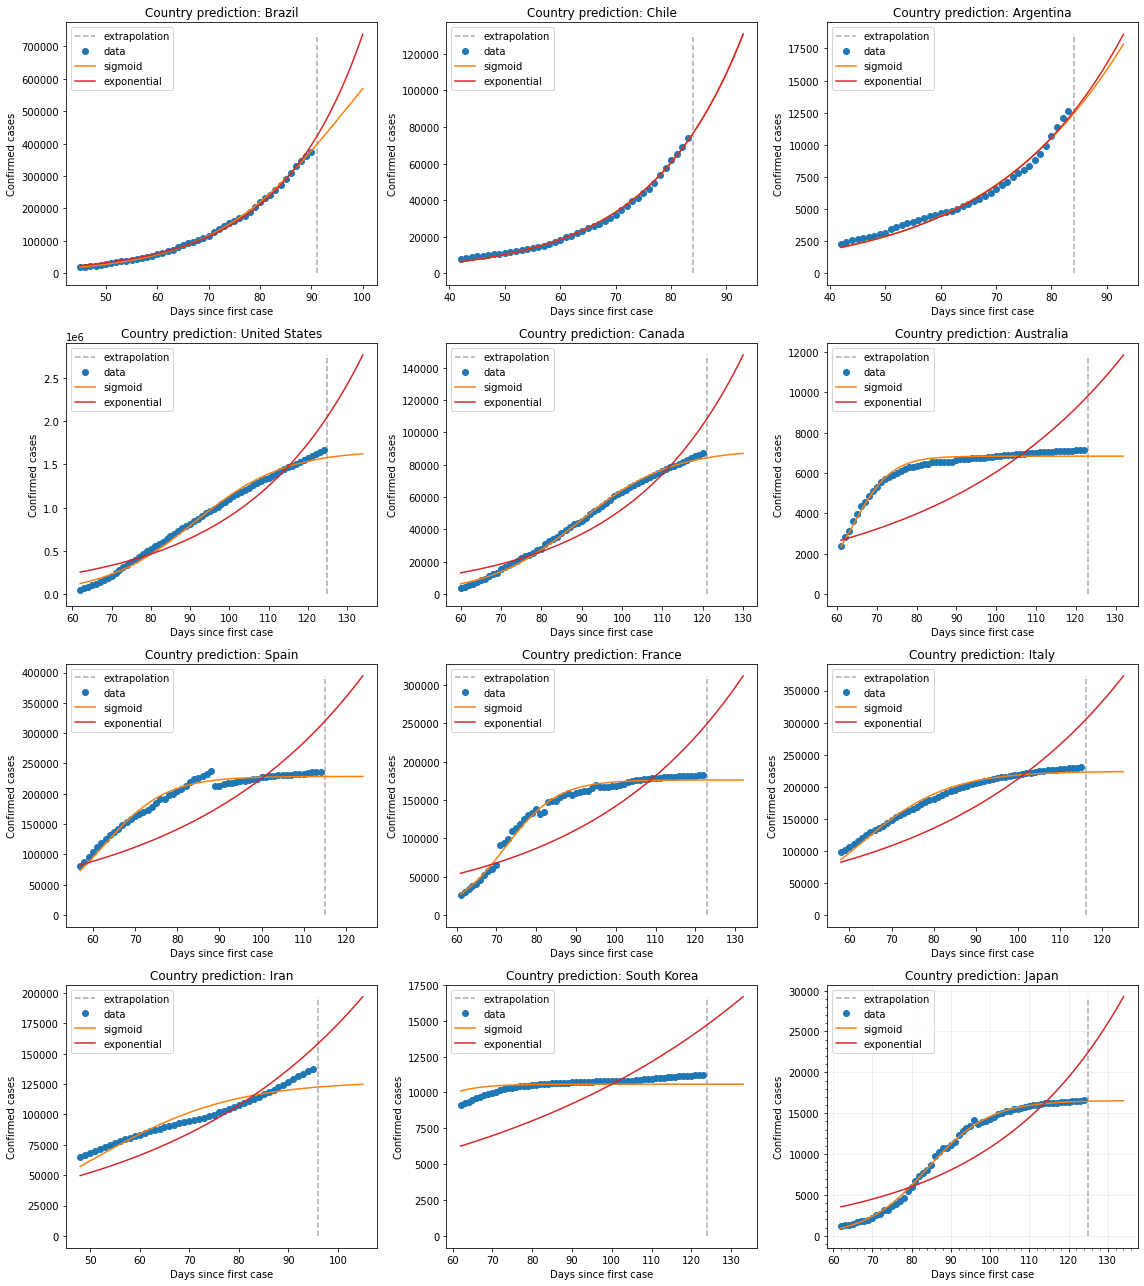 Country prediction: Brazil
extrapolation
data
sigmoid
exponential
700000
600000
500000
400000
300000
200000
100000
0
Confirmed cases
50 60 70 80 90 100
Days since first case
Country prediction: Chile
extrapolation
data
sigmoid
exponential
120000
100000
80000
60000
40000
20000
0
Confirmed cases
40 50 60 70 80 90
Days since first case
Country prediction: Argentina
extrapolation
data
sigmoid
exponential
17500
15000
12500
10000
7500
5000
2500
0
Confirmed cases
40 50 60 70 80 90
Days since first case
Country prediction: United States
1e6
extrapolation
data
sigmoid
exponential
2.5
2.0
1.5
1.0
0.5
0.0
Confirmed cases
60 70 80 90 100 110 120 130
Days since first case
Country prediction: Canada
extrapolation
data
sigmoid
exponential
140000
120000
100000
80000
60000
40000
20000
0
Confirmed cases
60 70 80 90 100 110 120 130
Days since first case
Country prediction: Australia
extrapolation
data
sigmoid
exponential
12000
10000
8000
6000
4000
2000
0
Confirmed cases
60 70 80 90 100 110 120 130
Days since first case
Country prediction: Spain
extrapolation
data
sigmoid
exponential
400000
350000
300000
250000
200000
150000
100000
50000
0
Confirmed cases
60 70 80 90 100 110 120
Days since first case
Country prediction: France
extrapolation
data
sigmoid
exponential
300000
250000
200000
150000
100000
50000
0
Confirmed cases
60 70 80 90 100 110 120 130
Days since first case
Country prediction: Italy
extrapolation
data
sigmoid
exponential
350000
300000
250000
200000
150000
100000
50000
0
Confirmed cases
60 70 80 90 100 110 120
Days since first case
Country prediction: Iran
extrapolation
data
sigmoid
exponential
200000
175000
150000
125000
100000
75000
50000
25000
0
Confirmed cases
50 60 70 80 90 100
Days since first case
Country prediction: South Korea
extrapolation
data
sigmoid
exponential
17500
15000
12500
10000
7500
5000
2500
0
Confirmed cases
60 70 80 90 100 110 120 130
Days since first case
Country prediction: Japan
extrapolation
data
sigmoid
exponential
30000
25000
20000
15000
10000
5000
0
Confirmed cases
60 70 80 90 100 110 120 130
Days since first case